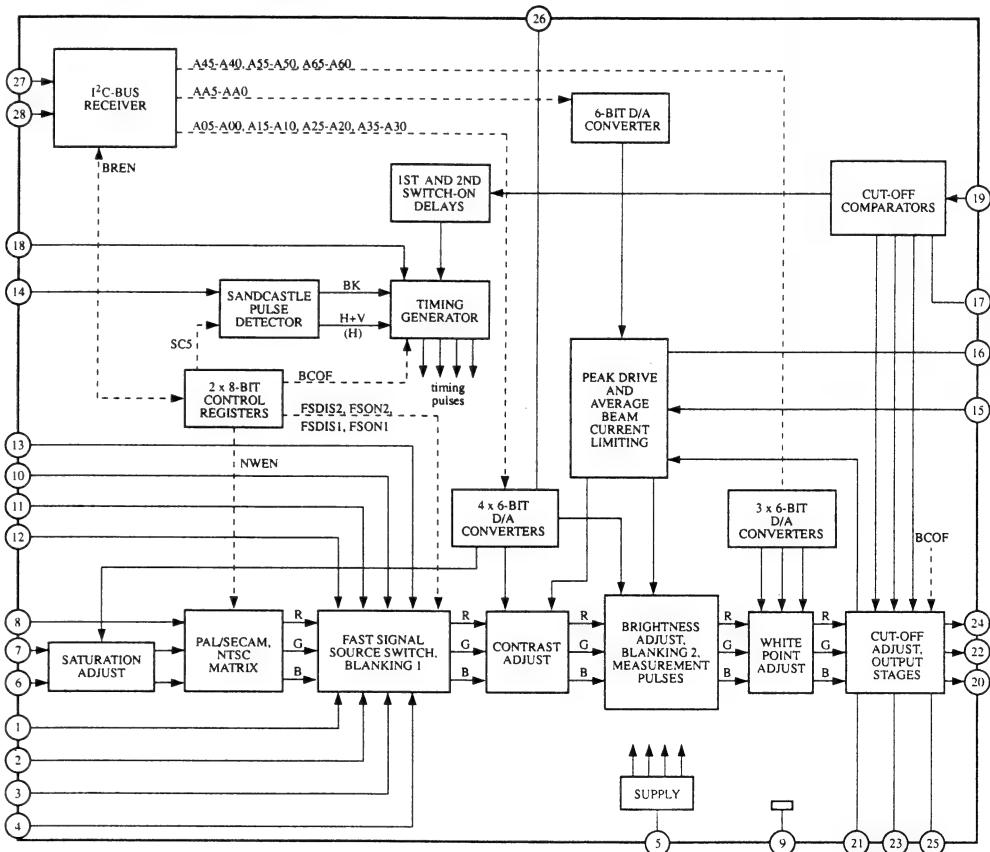 26
A45-A40, A55-A50, A65-A60
27
I²C-BUS
RECEIVER
AA5-AA0
28
6-BIT D/A
CONVERTER
A05-A00, A15-A10, A25-A20, A35-A30
BREN
1ST AND 2ND
SWITCH-ON
DELAYS
CUT-OFF
COMPARATORS
19
18
14
SANDCASTLE
PULSE
DETECTOR
BK
H+V
(H)
TIMING
GENERATOR
17
SC5
timing
pulses
16
PEAK DRIVE
AND
AVERAGE
BEAM
CURRENT
LIMITING
15
2 x 8-BIT
CONTROL
REGISTERS
BCOF
FSDIS2, FSON2,
FSDIS1, FSON1
13
NWEN
10
11
12
4 x 6-BIT
D/A
CONVERTERS
3 x 6-BIT
D/A
CONVERTERS
BCOF
8
7
6
SATURATION
ADJUST
PAL/SECAM,
NTSC
MATRIX
R
G
B
FAST SIGNAL
SOURCE SWITCH,
BLANKING 1
R
G
B
CONTRAST
ADJUST
R
G
B
BRIGHTNESS
ADJUST,
BLANKING 2,
MEASUREMENT
PULSES
R
G
B
WHITE
POINT
ADJUST
R
G
B
CUT-OFF
ADJUST,
OUTPUT
STAGES
24
22
20
1
2
3
4
SUPPLY
5
9
21
23
25